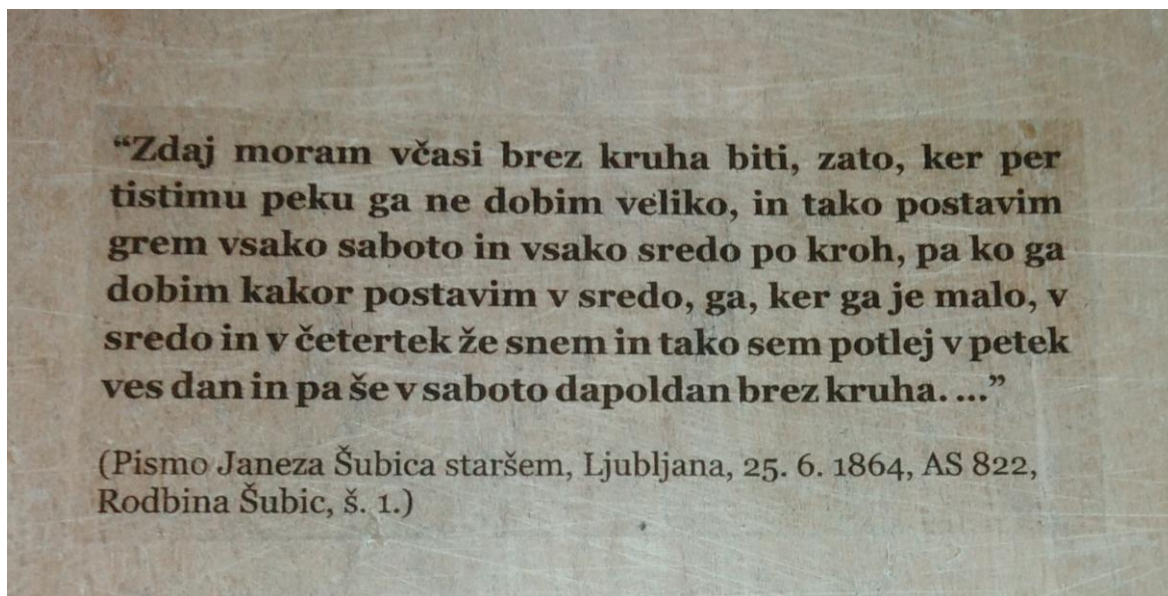 “Zdaj moram včasi brez kruha biti, zato, ker per
tistimu peku ga ne dobim veliko, in tako postavim
grem vsako saboto in vsako sredo po kroh, pa ko ga
dobim kakor postavim v sredo, ga, ker ga je malo, v
sredo in v četertek že snem in tako sem potlej v petek
ves dan in pa še v saboto dapoldan brez kruha. ...”
(Pismo Janeza Šubica staršem, Ljubljana, 25. 6. 1864, AS 822,
Rodbina Šubic, š. 1.)